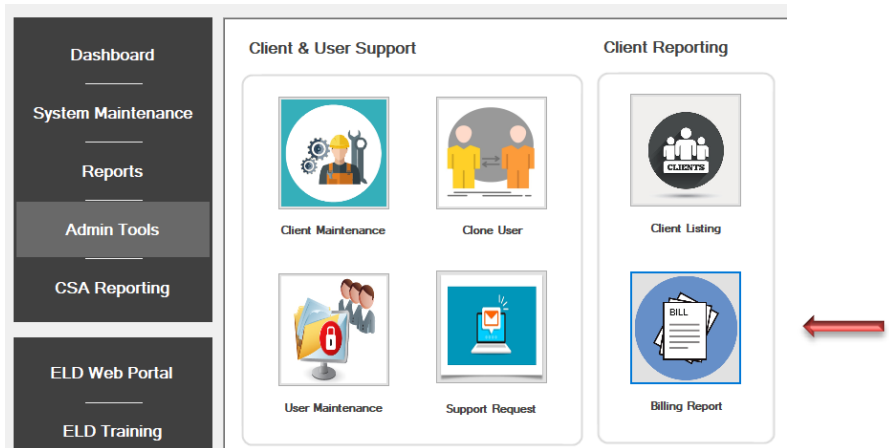 Dashboard
System Maintenance
Reports
Admin Tools
CSA Reporting
ELD Web Portal
ELD Training
Client & User Support
Client Maintenance
Clone User
User Maintenance
Support Request
Client Reporting
CLIENTS
Client Listing
BILL
Billing Report